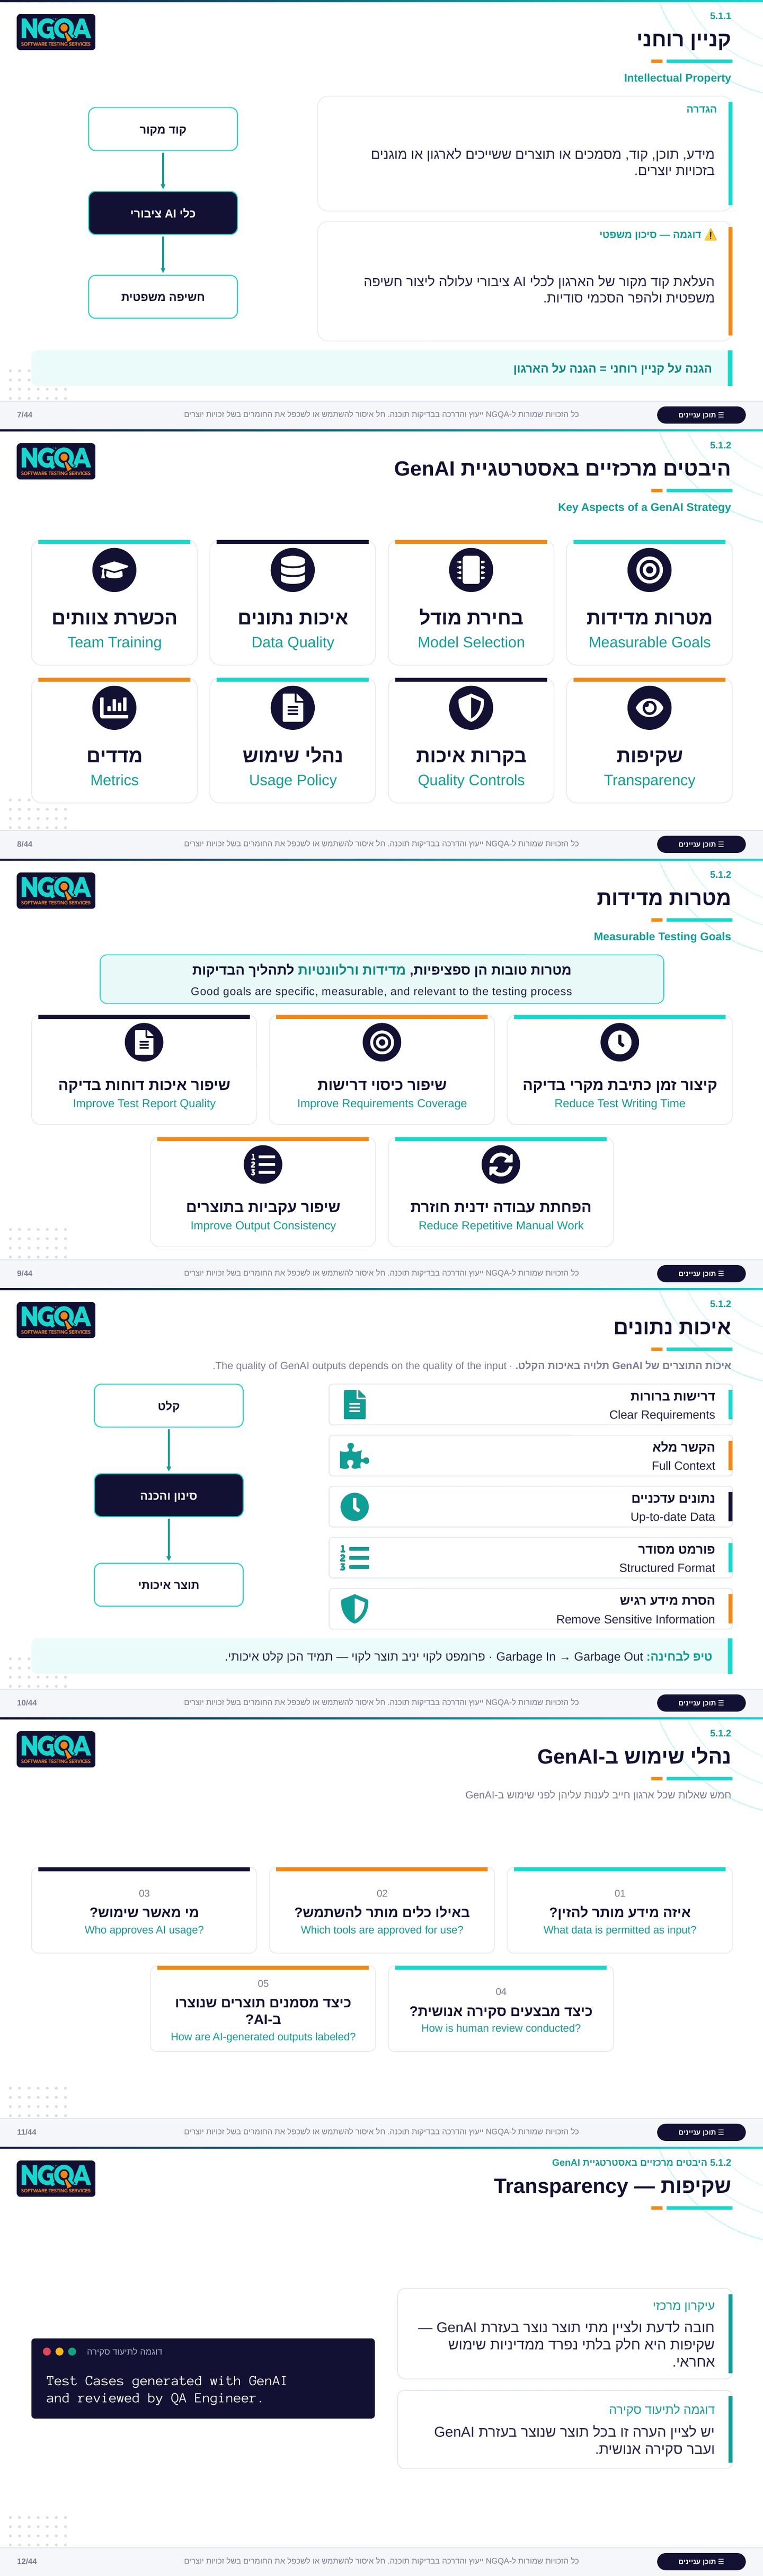 5.1.1
NGQA
SOFTWARE TESTING SERVICES
קניין רוחני
Intellectual Property
הגדרה
מידע, תוכן, קוד, מסמכים או תוצרים ששייכים לארגון או מוגנים
בזכויות יוצרים.
⚠️ דוגמה — סיכון משפטי
העלאת קוד מקור של הארגון לכלי AI ציבורי עלולה ליצור חשיפה
משפטית ולהפר הסכמי סודיות.
קוד מקור
כלי AI ציבורי
חשיפה משפטית
הגנה על קניין רוחני = הגנה על הארגון
☰ תוכן עניינים
כל הזכויות שמורות ל-NGQA ייעוץ והדרכה בבדיקות תוכנה. חל איסור להשתמש או לשכפל את החומרים בשל זכויות יוצרים
7/44
5.1.2
NGQA
SOFTWARE TESTING SERVICES
היבטים מרכזיים באסטרטגיית GenAI
Key Aspects of a GenAI Strategy
מטרות מדידות
Measurable Goals
בחירת מודל
Model Selection
איכות נתונים
Data Quality
הכשרת צוותים
Team Training
שקיפות
Transparency
בקרות איכות
Quality Controls
נהלי שימוש
Usage Policy
מדדים
Metrics
☰ תוכן עניינים
כל הזכויות שמורות ל-NGQA ייעוץ והדרכה בבדיקות תוכנה. חל איסור להשתמש או לשכפל את החומרים בשל זכויות יוצרים
8/44
5.1.2
NGQA
SOFTWARE TESTING SERVICES
מטרות מדידות
Measurable Testing Goals
מטרות טובות הן ספציפיות, מדידות ורלוונטיות לתהליך הבדיקות
Good goals are specific, measurable, and relevant to the testing process
קיצור זמן כתיבת מקרי בדיקה
Reduce Test Writing Time
שיפור כיסוי דרישות
Improve Requirements Coverage
שיפור איכות דוחות בדיקה
Improve Test Report Quality
הפחתת עבודה ידנית חוזרת
Reduce Repetitive Manual Work
שיפור עקביות בתוצרים
Improve Output Consistency
☰ תוכן עניינים
כל הזכויות שמורות ל-NGQA ייעוץ והדרכה בבדיקות תוכנה. חל איסור להשתמש או לשכפל את החומרים בשל זכויות יוצרים
9/44
5.1.2
NGQA
SOFTWARE TESTING SERVICES
איכות נתונים
איכות התוצרים של GenAI תלויה באיכות הקלט. · The quality of GenAI outputs depends on the quality of the input.
דרישות ברורות
Clear Requirements
הקשר מלא
Full Context
נתונים עדכניים
Up-to-date Data
פורמט מסודר
Structured Format
הסרת מידע רגיש
Remove Sensitive Information
קלט
סינון והכנה
תוצר איכותי
טיפ לבחינה: Garbage In → Garbage Out · פרומפט לקוי יניב תוצר לקוי — תמיד הכן קלט איכותי.
☰ תוכן עניינים
כל הזכויות שמורות ל-NGQA ייעוץ והדרכה בבדיקות תוכנה. חל איסור להשתמש או לשכפל את החומרים בשל זכויות יוצרים
10/44
5.1.2
NGQA
SOFTWARE TESTING SERVICES
נהלי שימוש ב-GenAI
חמש שאלות שכל ארגון חייב לענות עליהן לפני שימוש ב-GenAI
01
איזה מידע מותר להזין?
What data is permitted as input?
02
באילו כלים מותר להשתמש?
Which tools are approved for use?
03
מי מאשר שימוש?
Who approves AI usage?
04
כיצד מבצעים סקירה אנושית?
How is human review conducted?
05
כיצד מסמנים תוצרים שנוצרו
ב-AI?
How are AI-generated outputs labeled?
☰ תוכן עניינים
כל הזכויות שמורות ל-NGQA ייעוץ והדרכה בבדיקות תוכנה. חל איסור להשתמש או לשכפל את החומרים בשל זכויות יוצרים
11/44
5.1.2 היבטים מרכזיים באסטרטגיית GenAI
NGQA
SOFTWARE TESTING SERVICES
שקיפות — Transparency
עיקרון מרכזי
חובה לדעת ולציין מתי תוצר נוצר בעזרת GenAI —
שקיפות היא חלק בלתי נפרד ממדיניות שימוש
אחראי.
דוגמה לתיעוד סקירה
יש לציין הערה זו בכל תוצר שנוצר בעזרת GenAI
ועבר סקירה אנושית.
דוגמה לתיעוד סקירה
Test Cases generated with GenAI
and reviewed by QA Engineer.
☰ תוכן עניינים
כל הזכויות שמורות ל-NGQA ייעוץ והדרכה בבדיקות תוכנה. חל איסור להשתמש או לשכפל את החומרים בשל זכויות יוצרים
12/44